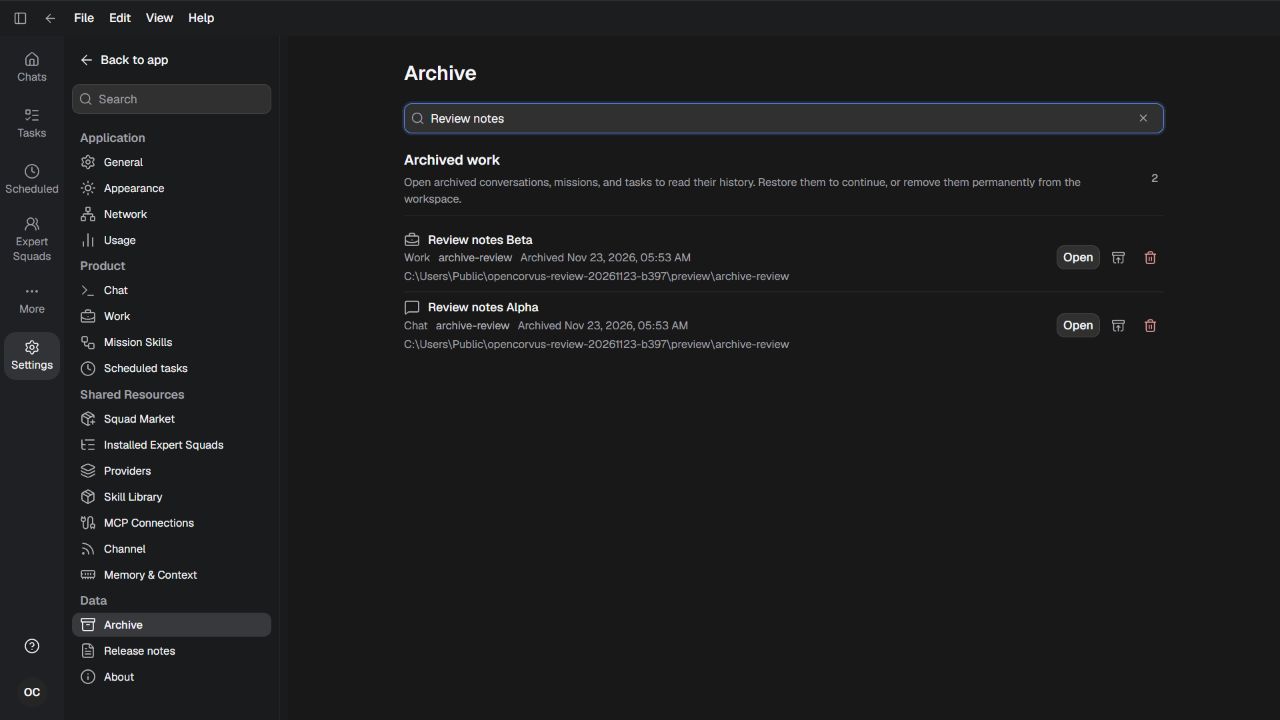 File Edit View Help
Chats
Tasks
Scheduled
Expert
Squads
More
Settings
OC
Back to app
Search
Application
General
Appearance
Network
Usage
Product
Chat
Work
Mission Skills
Scheduled tasks
Shared Resources
Squad Market
Installed Expert Squads
Providers
Skill Library
MCP Connections
Channel
Memory & Context
Data
Archive
Release notes
About
Archive
Review notes
Archived work
Open archived conversations, missions, and tasks to read their history. Restore them to continue, or remove them permanently from the
workspace.
2
Review notes Beta
Work archive-review Archived Nov 23, 2026, 05:53 AM
C:\Users\Public\opencorvus-review-20261123-b397\preview\archive-review
Open
Review notes Alpha
Chat archive-review Archived Nov 23, 2026, 05:53 AM
C:\Users\Public\opencorvus-review-20261123-b397\preview\archive-review
Open